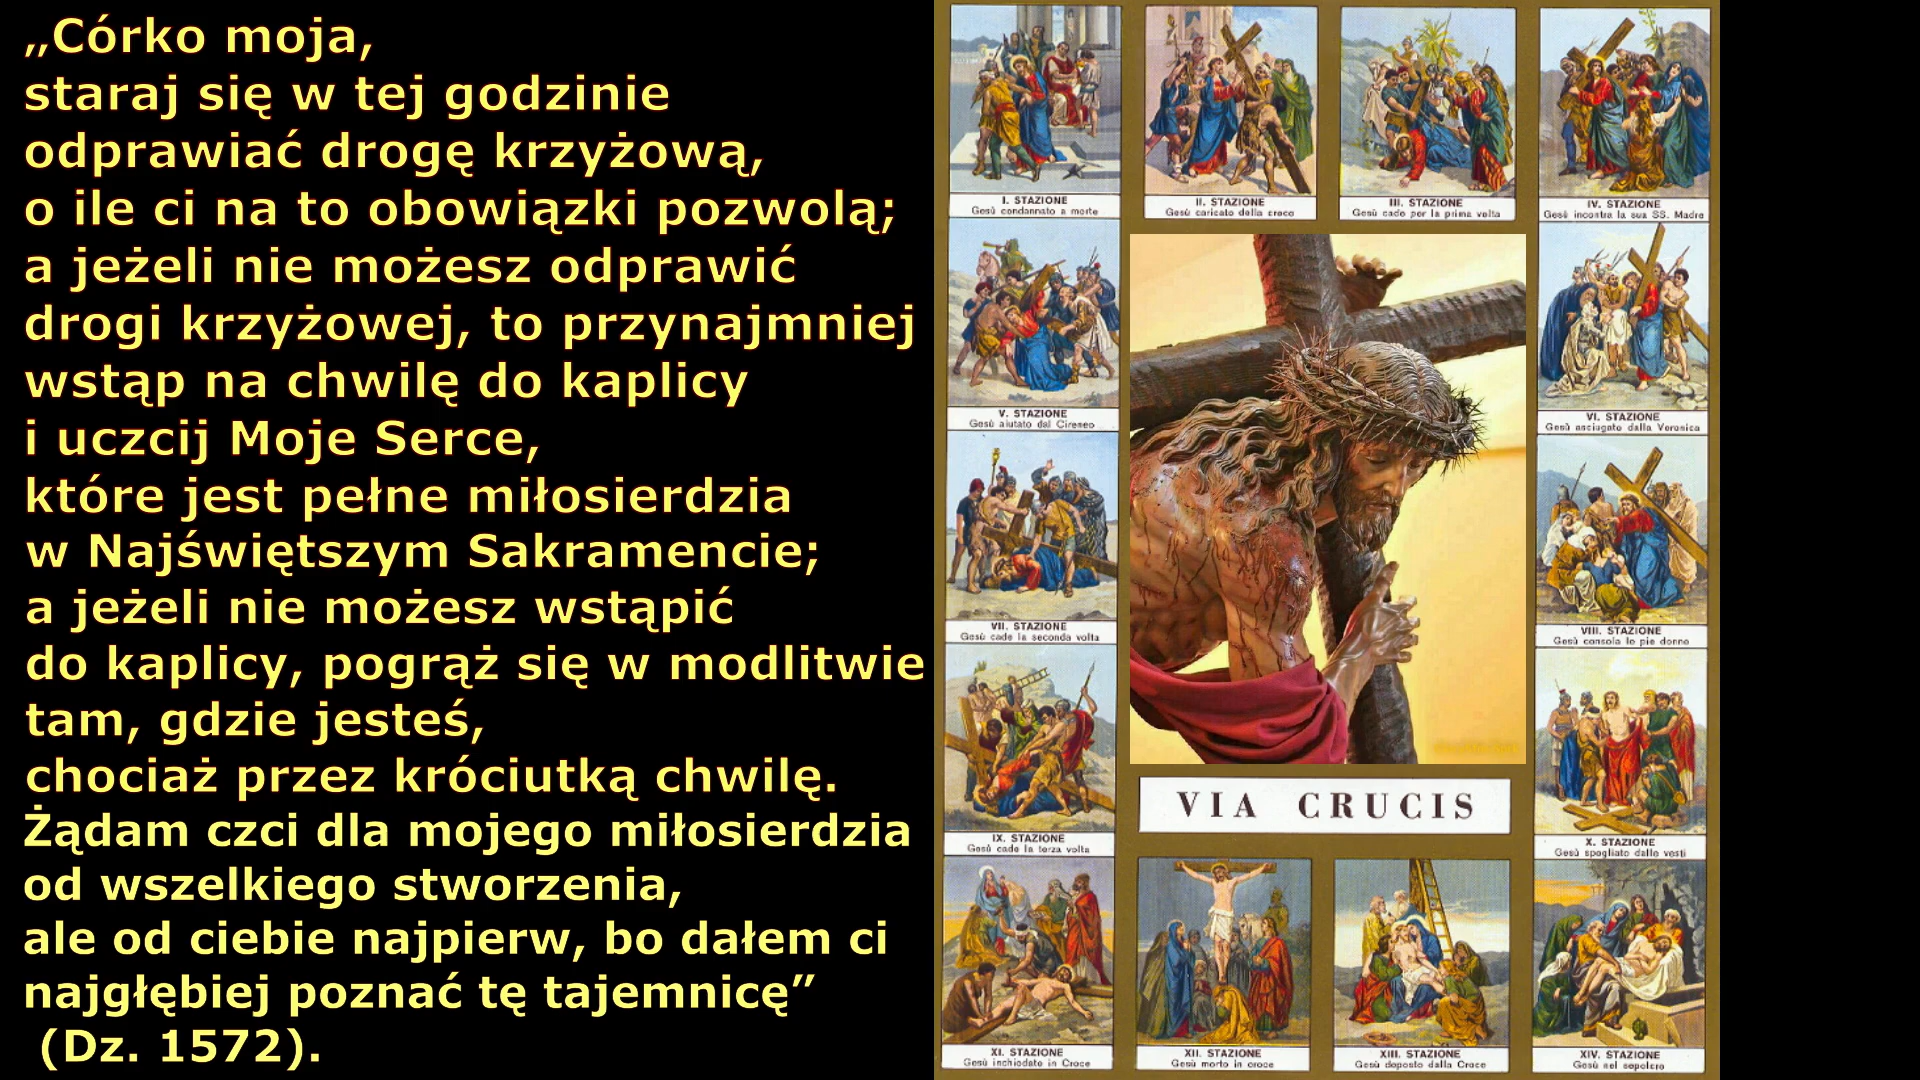 „Córko moja,
staraj się w tej godzinie
odprawiać drogę krzyżową,
o ile ci na to obowiązki pozwolą;
a jeżeli nie możesz odprawić
drogi krzyżowej, to przynajmniej
wstąp na chwilę do kaplicy
i uczcij Moje Serce,
które jest pełne miłosierdzia
w Najświętszym Sakramencie;
a jeżeli nie możesz wstąpić
do kaplicy, pogrąż się w modlitwie
tam, gdzie jesteś,
chociaż przez króciutką chwilę.
Żądam czci dla mojego miłosierdzia
od wszelkiego stworzenia,
ale od ciebie najpierw, bo dałem ci
najgłębiej poznać tę tajemnicę”
(Dz. 1572).
I. STAZIONE
Gesù condannato a morte
II. STAZIONE
Gesù caricato della croce
III. STAZIONE
Gesù cade per la prima volta
IV. STAZIONE
Gesù incontra la sua SS. Madre
V. STAZIONE
Gesù aiutato dal Cireneo
VI. STAZIONE
Gesù asciugato dalla Veronica
VII. STAZIONE
Gesù cade la seconda volta
VIII. STAZIONE
Gesù consola le pie donne
IX. STAZIONE
Gesù cade la terza volta
X. STAZIONE
Gesù spogliato delle vesti
VIA CRUCIS
XI. STAZIONE
Gesù inchiodato in Croce
XII. STAZIONE
Gesù morto in croce
XIII. STAZIONE
Gesù deposto dalla Croce
XIV. STAZIONE
Gesù nel sepolcro